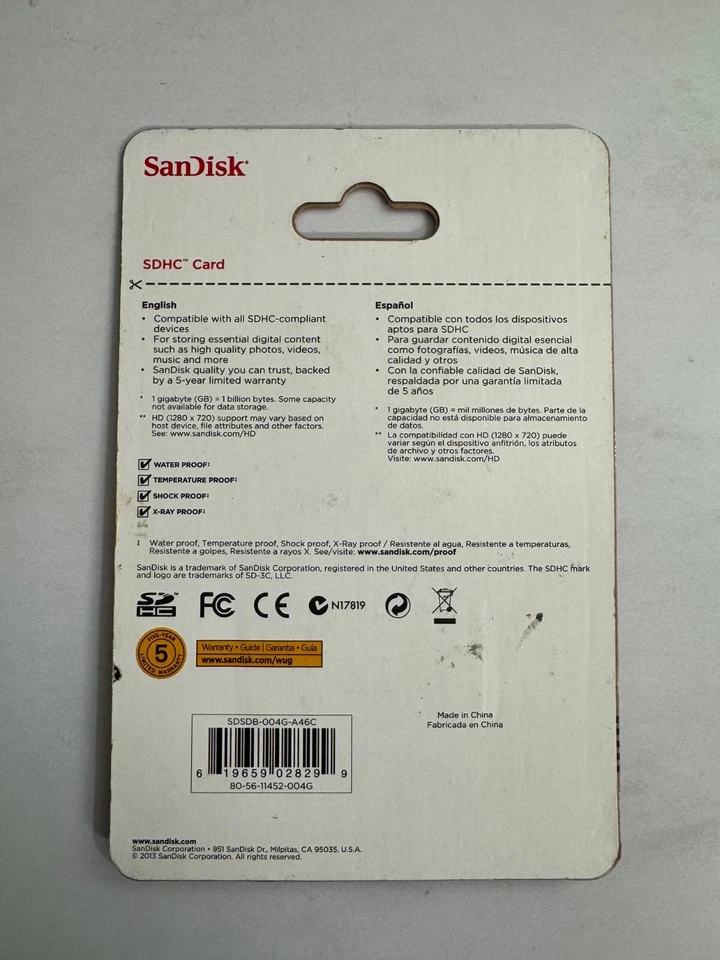 SanDisk
SDHC™ Card
English
• Compatible with all SDHC-compliant
devices
• For storing essential digital content
such as high quality photos, videos,
music and more
• SanDisk quality you can trust, backed
by a 5-year limited warranty
* 1 gigabyte (GB) = 1 billion bytes. Some capacity
not available for data storage.
** HD (1280 x 720) support may vary based on
host device, file attributes and other factors.
See: www.sandisk.com/HD
Español
• Compatible con todos los dispositivos
aptos para SDHC
• Para guardar contenido digital esencial
como fotografías, videos, música de alta
calidad y otros
• Con la confiable calidad de SanDisk,
respaldada por una garantía limitada
de 5 años
* 1 gigabyte (GB) = mil millones de bytes. Parte de la
capacidad no está disponible para almacenamiento
de datos.
** La compatibilidad con HD (1280 x 720) puede
variar según el dispositivo anfitrión, los atributos
de archivo y otros factores.
Visite: www.sandisk.com/HD
WATER PROOF‡
TEMPERATURE PROOF‡
SHOCK PROOF‡
X-RAY PROOF‡
‡ Water proof, Temperature proof, Shock proof, X-Ray proof / Resistente al agua, Resistente a temperaturas,
Resistente a golpes, Resistente a rayos X. See/visite: www.sandisk.com/proof
SanDisk is a trademark of SanDisk Corporation, registered in the United States and other countries. The SDHC mark
and logo are trademarks of SD-3C, LLC.
SD HC FC CE N17819
FIVE-YEAR
5
LIMITED WARRANTY
Warranty • Guide | Garantía • Guía
www.sandisk.com/wug
SDSDB-004G-A46C
6 19659 02829 9
80-56-11452-004G
Made in China
Fabricada en China
www.sandisk.com
SanDisk Corporation • 951 SanDisk Dr., Milpitas, CA 95035, U.S.A.
© 2013 SanDisk Corporation. All rights reserved.